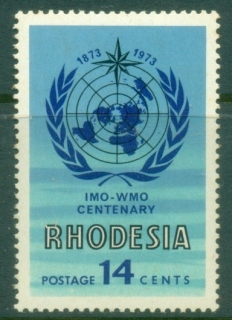 1873 1973
IMO-WMO
CENTENARY
RHODESIA
POSTAGE 14 CENTS